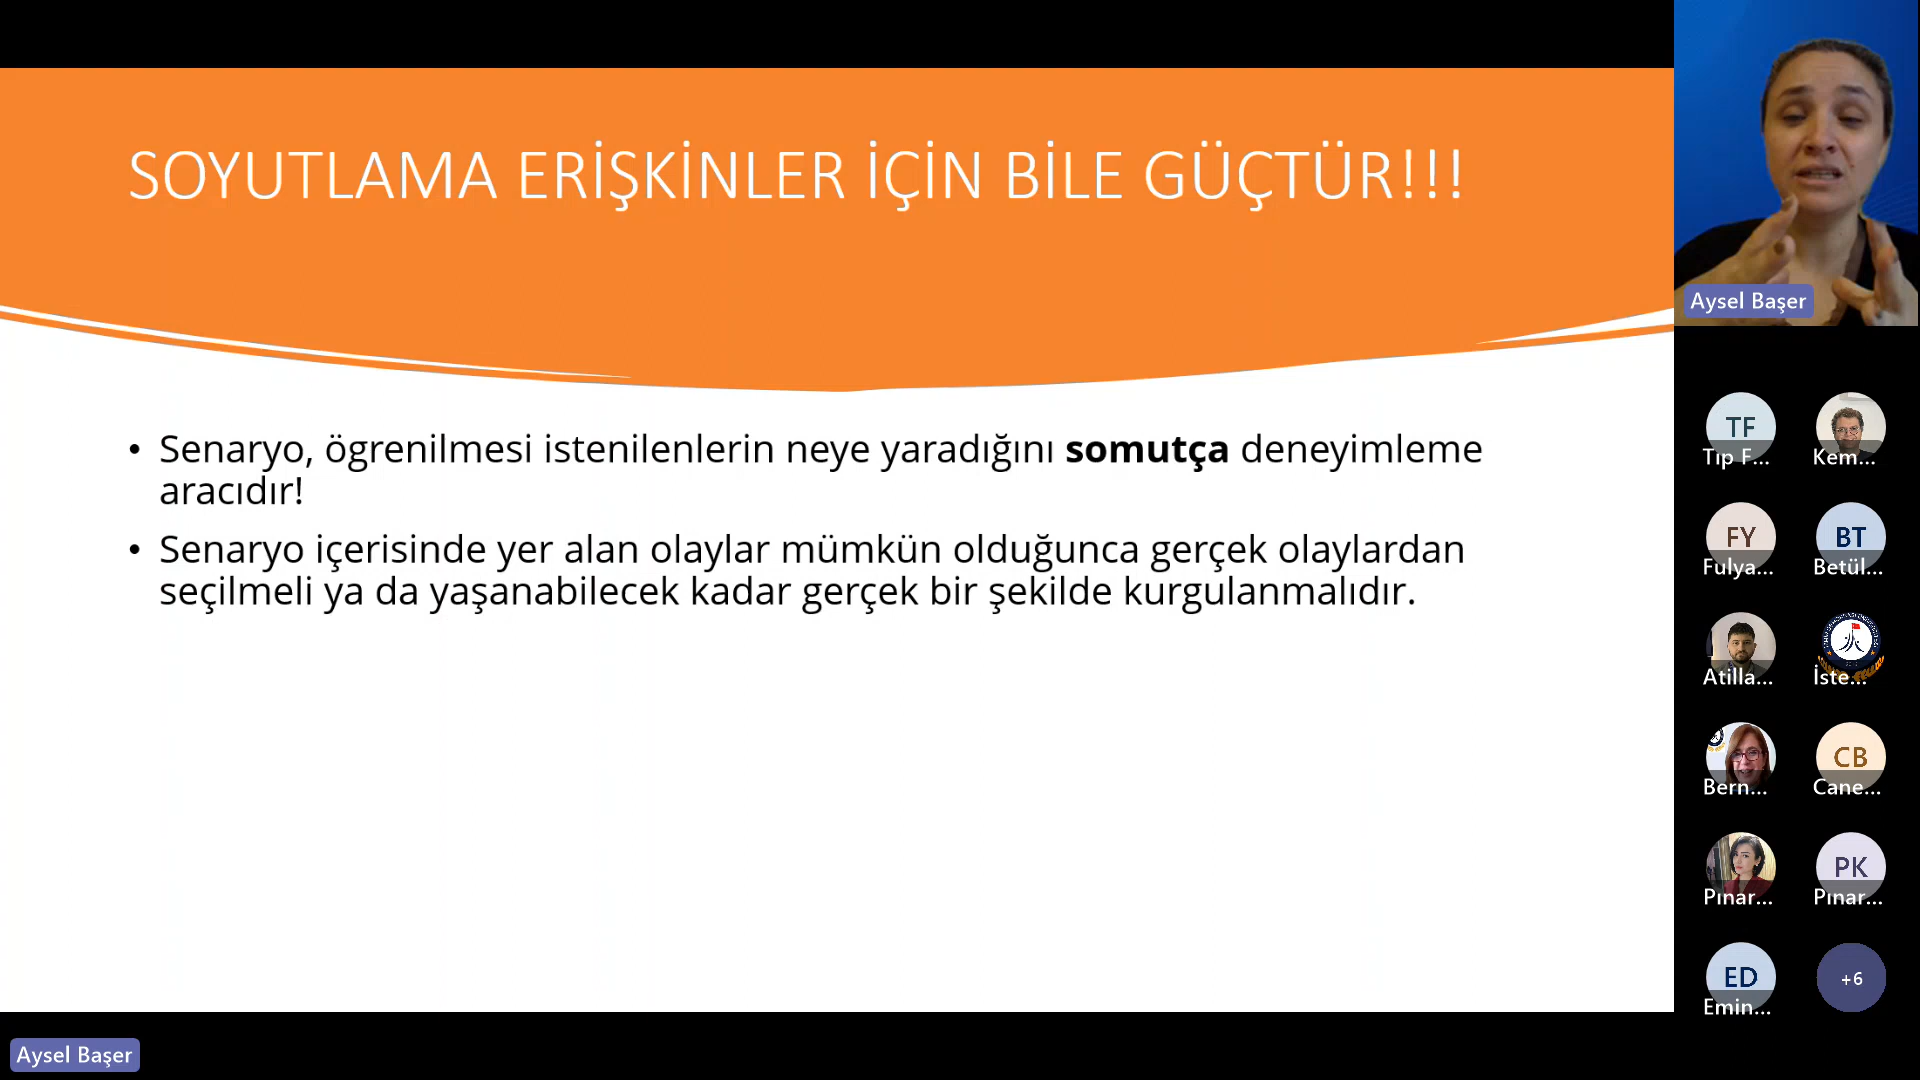 SOYUTLAMA ERİŞKİNLER İÇİN BİLE GÜÇTÜR!!!
• Senaryo, ögrenilmesi istenilenlerin neye yaradığını somutça deneyimleme
aracıdır!
• Senaryo içerisinde yer alan olaylar mümkün olduğunca gerçek olaylardan
seçilmeli ya da yaşanabilecek kadar gerçek bir şekilde kurgulanmalıdır.
Aysel Başer
TF
Tıp F...
Kem...
FY
Fulya...
BT
Betül...
Atilla...
İste...
Bern...
CB
Cane...
Pınar...
PK
Pınar...
ED
Emin...
+6
Aysel Başer